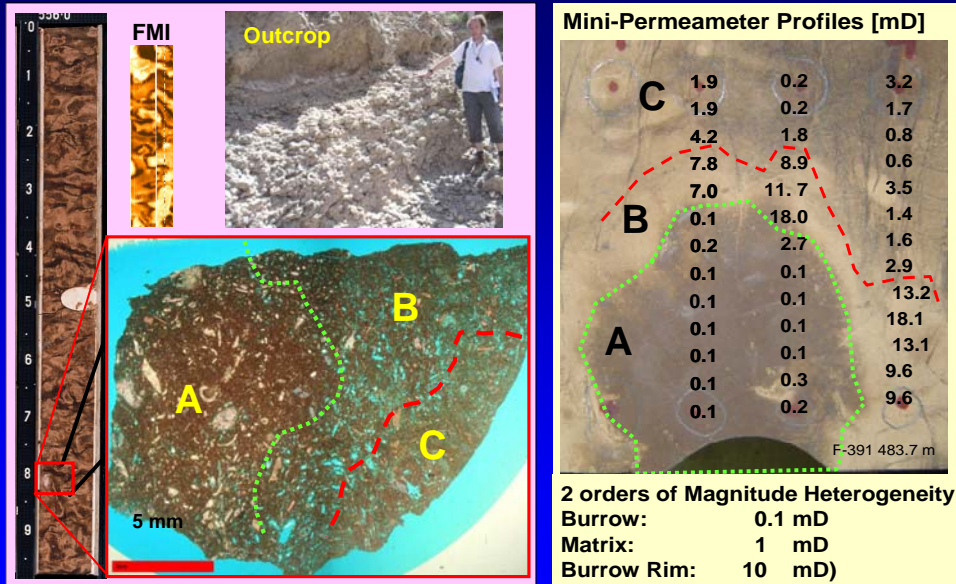 556.0
FMI
Outcrop
'0
1
2
3
4
5
6
7
8
9
A
B
C
5 mm
Mini-Permeameter Profiles [mD]
C
B
A
1.9 0.2 3.2
1.9 0.2 1.7
4.2 1.8 0.8
7.8 8.9 0.6
7.0 11. 7 3.5
0.1 18.0 1.4
0.2 2.7 1.6
0.1 0.1 2.9
0.1 0.1 13.2
0.1 0.1 18.1
0.1 0.1 13.1
0.1 0.3 9.6
0.1 0.2 9.6
F-391 483.7 m
2 orders of Magnitude Heterogeneity
Burrow: 0.1 mD
Matrix: 1 mD
Burrow Rim: 10 mD)